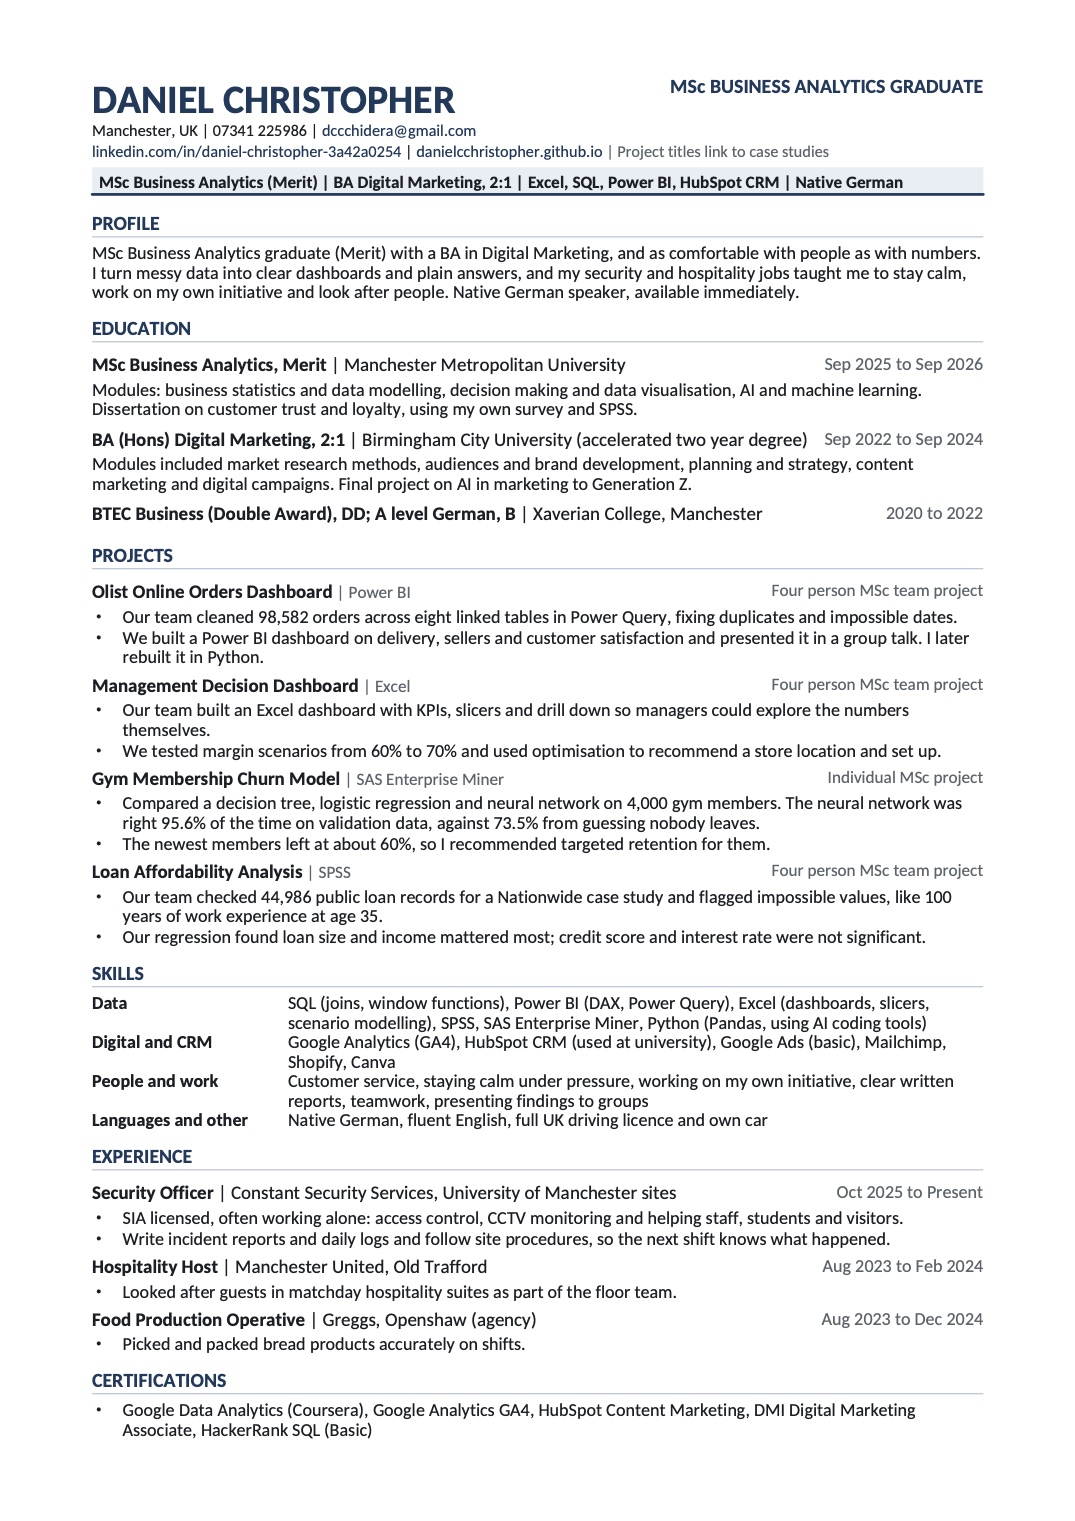 DANIEL CHRISTOPHER
MSc BUSINESS ANALYTICS GRADUATE
Manchester, UK | 07341 225986 | dccchidera@gmail.com
linkedin.com/in/daniel-christopher-3a42a0254 | danielcchristopher.github.io | Project titles link to case studies
MSc Business Analytics (Merit) | BA Digital Marketing, 2:1 | Excel, SQL, Power BI, HubSpot CRM | Native German
PROFILE
MSc Business Analytics graduate (Merit) with a BA in Digital Marketing, and as comfortable with people as with numbers.
I turn messy data into clear dashboards and plain answers, and my security and hospitality jobs taught me to stay calm,
work on my own initiative and look after people. Native German speaker, available immediately.
EDUCATION
MSc Business Analytics, Merit | Manchester Metropolitan University Sep 2025 to Sep 2026
Modules: business statistics and data modelling, decision making and data visualisation, AI and machine learning.
Dissertation on customer trust and loyalty, using my own survey and SPSS.
BA (Hons) Digital Marketing, 2:1 | Birmingham City University (accelerated two year degree) Sep 2022 to Sep 2024
Modules included market research methods, audiences and brand development, planning and strategy, content
marketing and digital campaigns. Final project on AI in marketing to Generation Z.
BTEC Business (Double Award), DD; A level German, B | Xaverian College, Manchester 2020 to 2022
PROJECTS
Olist Online Orders Dashboard | Power BI Four person MSc team project
• Our team cleaned 98,582 orders across eight linked tables in Power Query, fixing duplicates and impossible dates.
• We built a Power BI dashboard on delivery, sellers and customer satisfaction and presented it in a group talk. I later
rebuilt it in Python.
Management Decision Dashboard | Excel Four person MSc team project
• Our team built an Excel dashboard with KPIs, slicers and drill down so managers could explore the numbers
themselves.
• We tested margin scenarios from 60% to 70% and used optimisation to recommend a store location and set up.
Gym Membership Churn Model | SAS Enterprise Miner Individual MSc project
• Compared a decision tree, logistic regression and neural network on 4,000 gym members. The neural network was
right 95.6% of the time on validation data, against 73.5% from guessing nobody leaves.
• The newest members left at about 60%, so I recommended targeted retention for them.
Loan Affordability Analysis | SPSS Four person MSc team project
• Our team checked 44,986 public loan records for a Nationwide case study and flagged impossible values, like 100
years of work experience at age 35.
• Our regression found loan size and income mattered most; credit score and interest rate were not significant.
SKILLS
Data SQL (joins, window functions), Power BI (DAX, Power Query), Excel (dashboards, slicers,
scenario modelling), SPSS, SAS Enterprise Miner, Python (Pandas, using AI coding tools)
Digital and CRM Google Analytics (GA4), HubSpot CRM (used at university), Google Ads (basic), Mailchimp,
Shopify, Canva
People and work Customer service, staying calm under pressure, working on my own initiative, clear written
reports, teamwork, presenting findings to groups
Languages and other Native German, fluent English, full UK driving licence and own car
EXPERIENCE
Security Officer | Constant Security Services, University of Manchester sites Oct 2025 to Present
• SIA licensed, often working alone: access control, CCTV monitoring and helping staff, students and visitors.
• Write incident reports and daily logs and follow site procedures, so the next shift knows what happened.
Hospitality Host | Manchester United, Old Trafford Aug 2023 to Feb 2024
• Looked after guests in matchday hospitality suites as part of the floor team.
Food Production Operative | Greggs, Openshaw (agency) Aug 2023 to Dec 2024
• Picked and packed bread products accurately on shifts.
CERTIFICATIONS
• Google Data Analytics (Coursera), Google Analytics GA4, HubSpot Content Marketing, DMI Digital Marketing
Associate, HackerRank SQL (Basic)